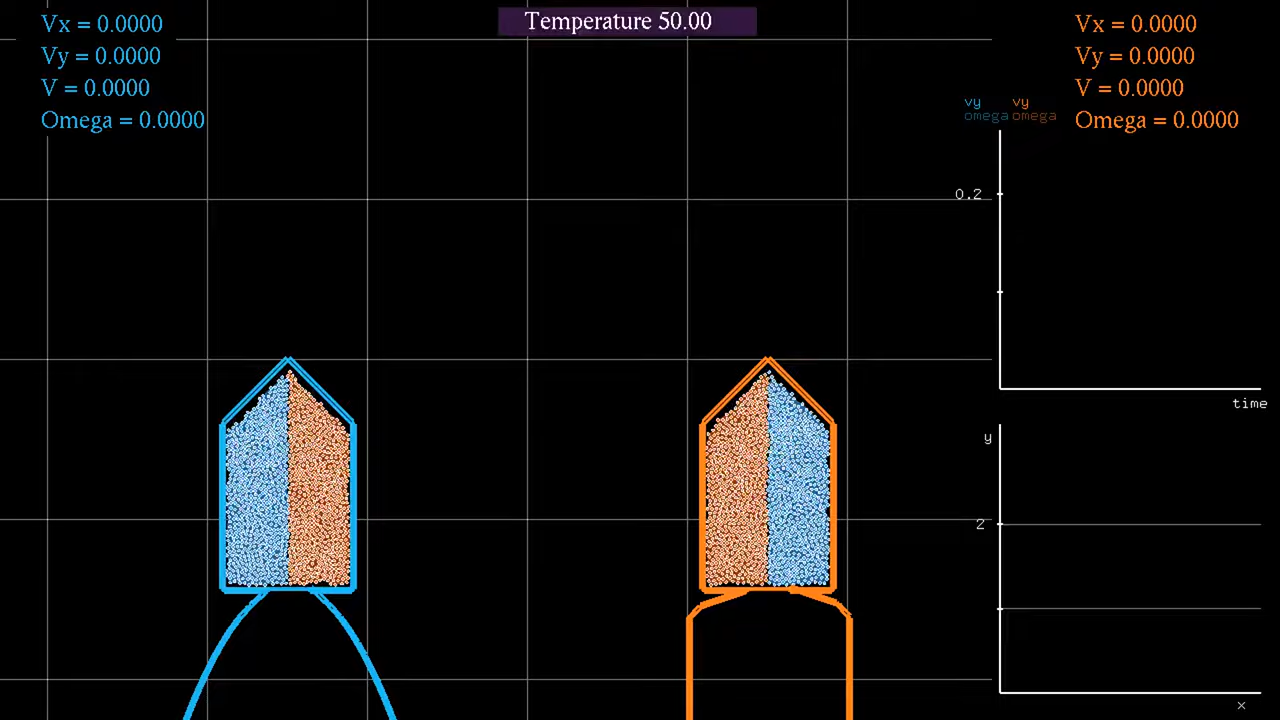 Vx = 0.0000
Vy = 0.0000
V = 0.0000
Omega = 0.0000
Temperature 50.00
Vx = 0.0000
Vy = 0.0000
V = 0.0000
Omega = 0.0000
vy vy
omega omega
0.2
time
y
2
x